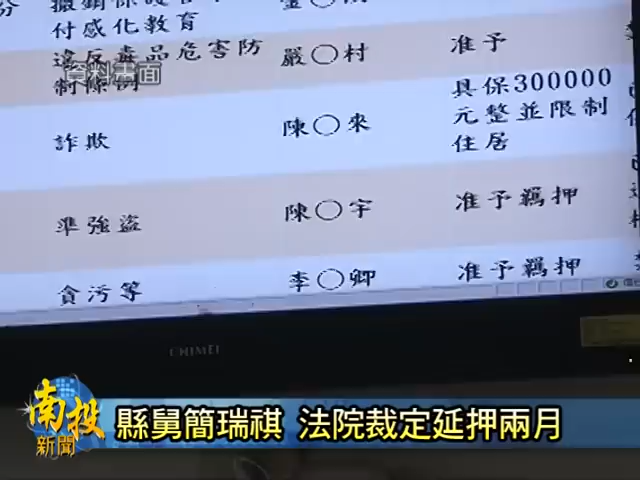 付感化教育
違反毒品危害防
制條例
嚴〇村
准予
資料畫面
詐欺
陳〇來
具保300000
元整並限制
住居
準強盜
陳〇宇
准予羈押
貪污等
李〇卿
准予羈押
CHIMEI
南投
新聞
縣舅簡瑞祺 法院裁定延押兩月